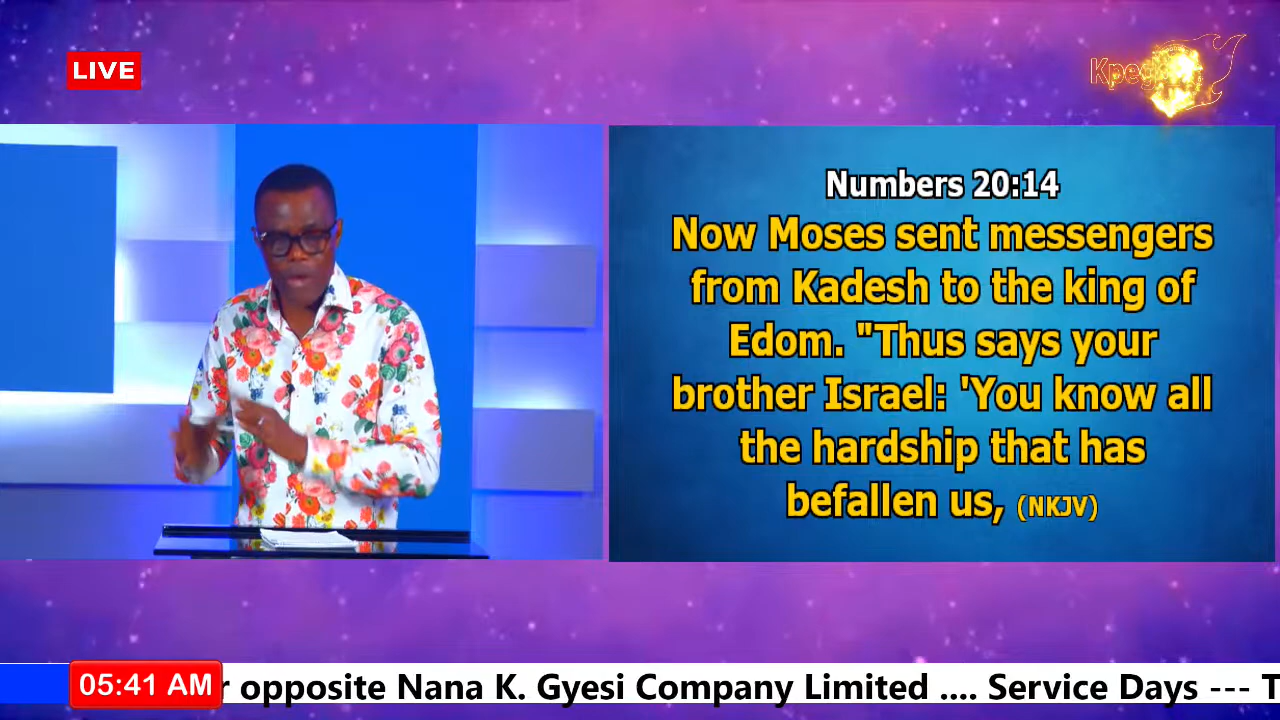 LIVE
Numbers 20:14
Now Moses sent messengers
from Kadesh to the king of
Edom. "Thus says your
brother Israel: 'You know all
the hardship that has
befallen us, (NKJV)
05:41 AM
r opposite Nana K. Gyesi Company Limited .... Service Days --- T